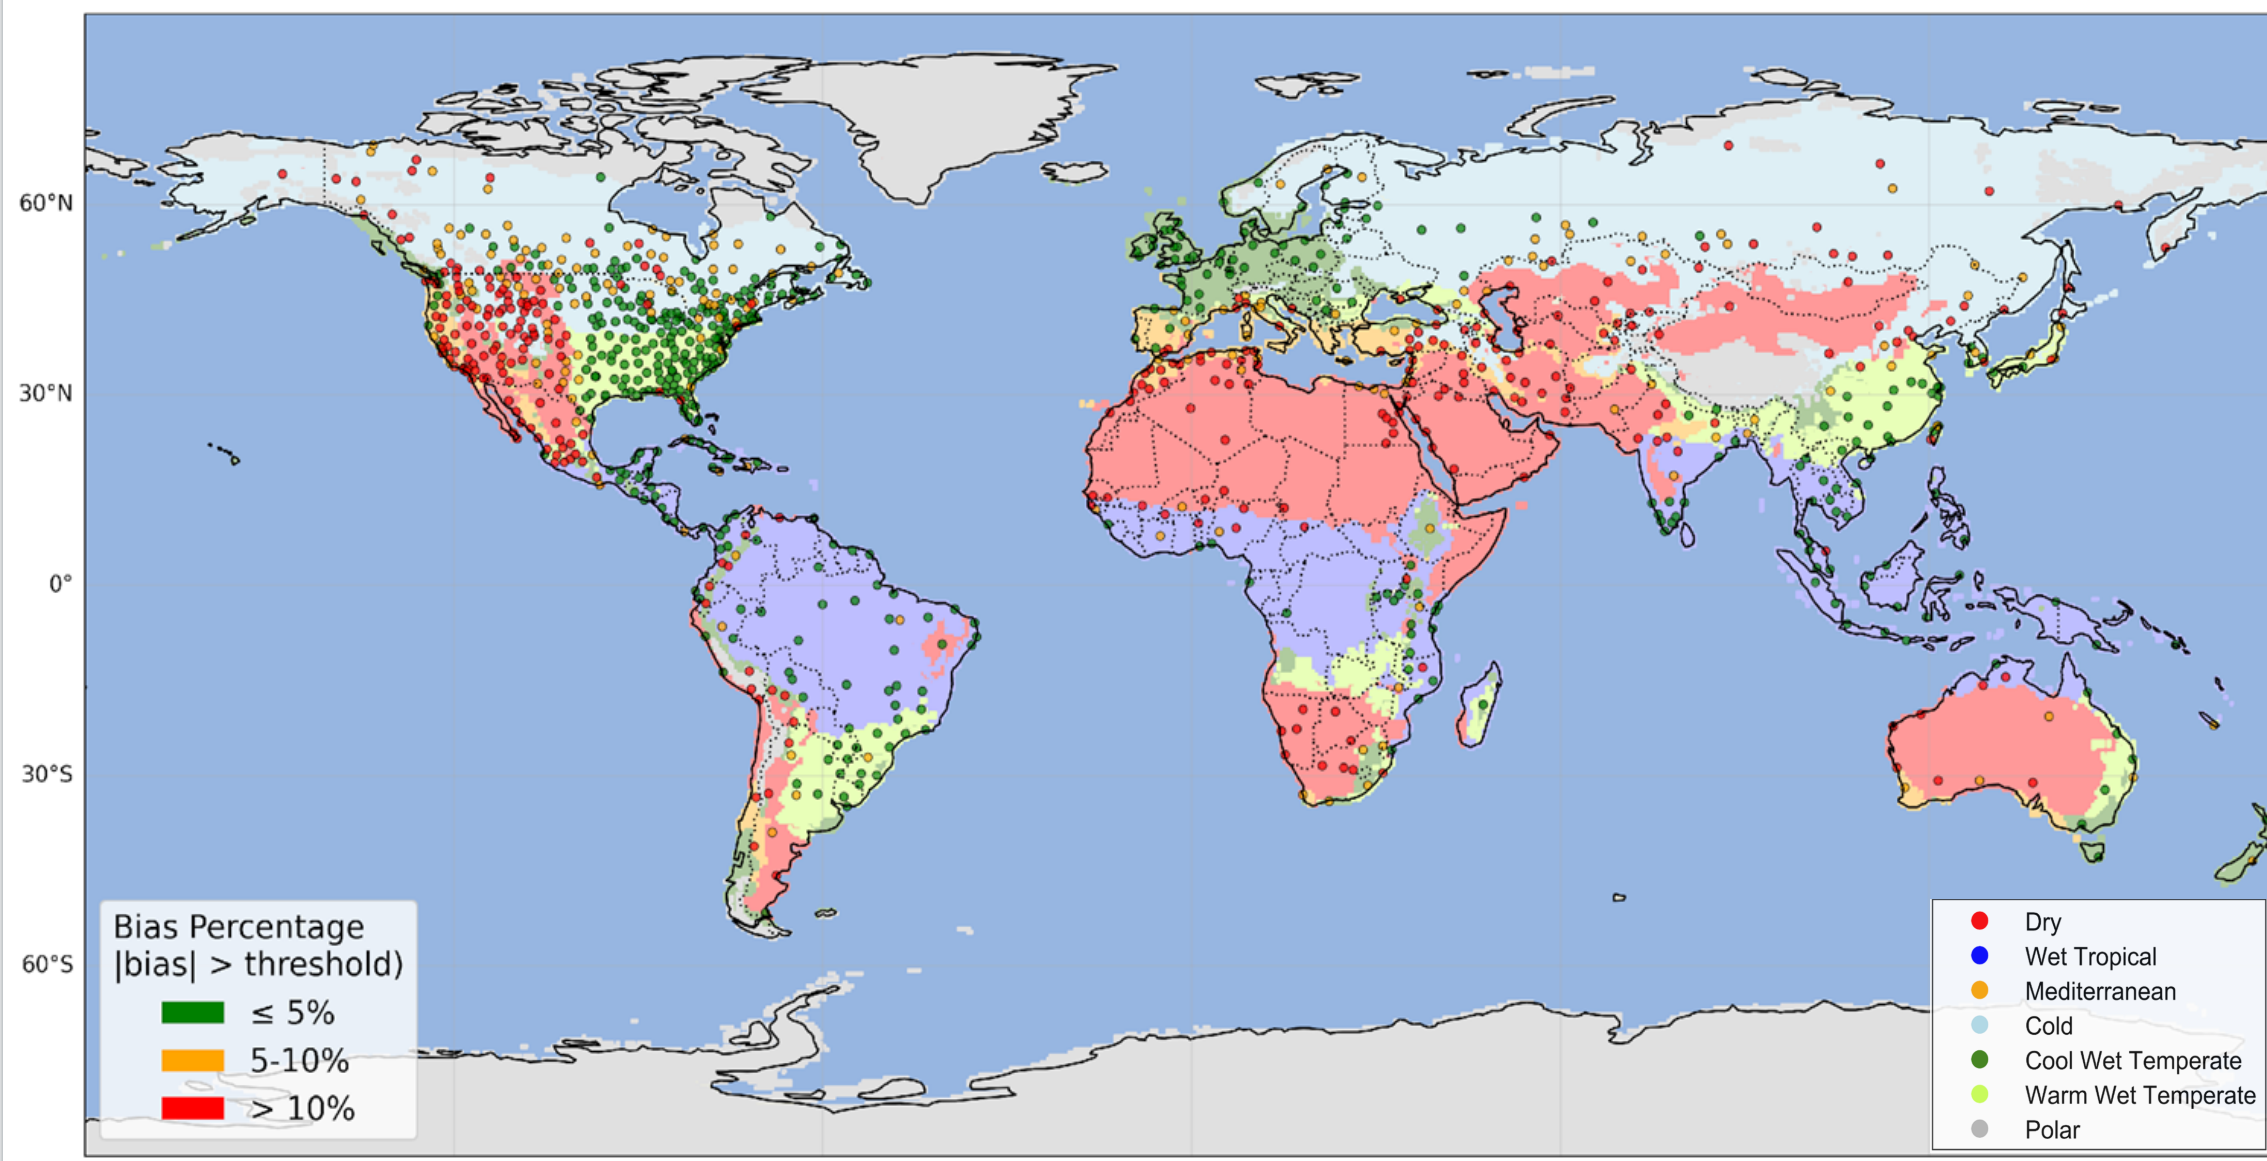 60°N
30°N
0°
30°S
60°S
Bias Percentage
|bias| > threshold)
≤ 5%
5-10%
> 10%
Dry
Wet Tropical
Mediterranean
Cold
Cool Wet Temperate
Warm Wet Temperate
Polar